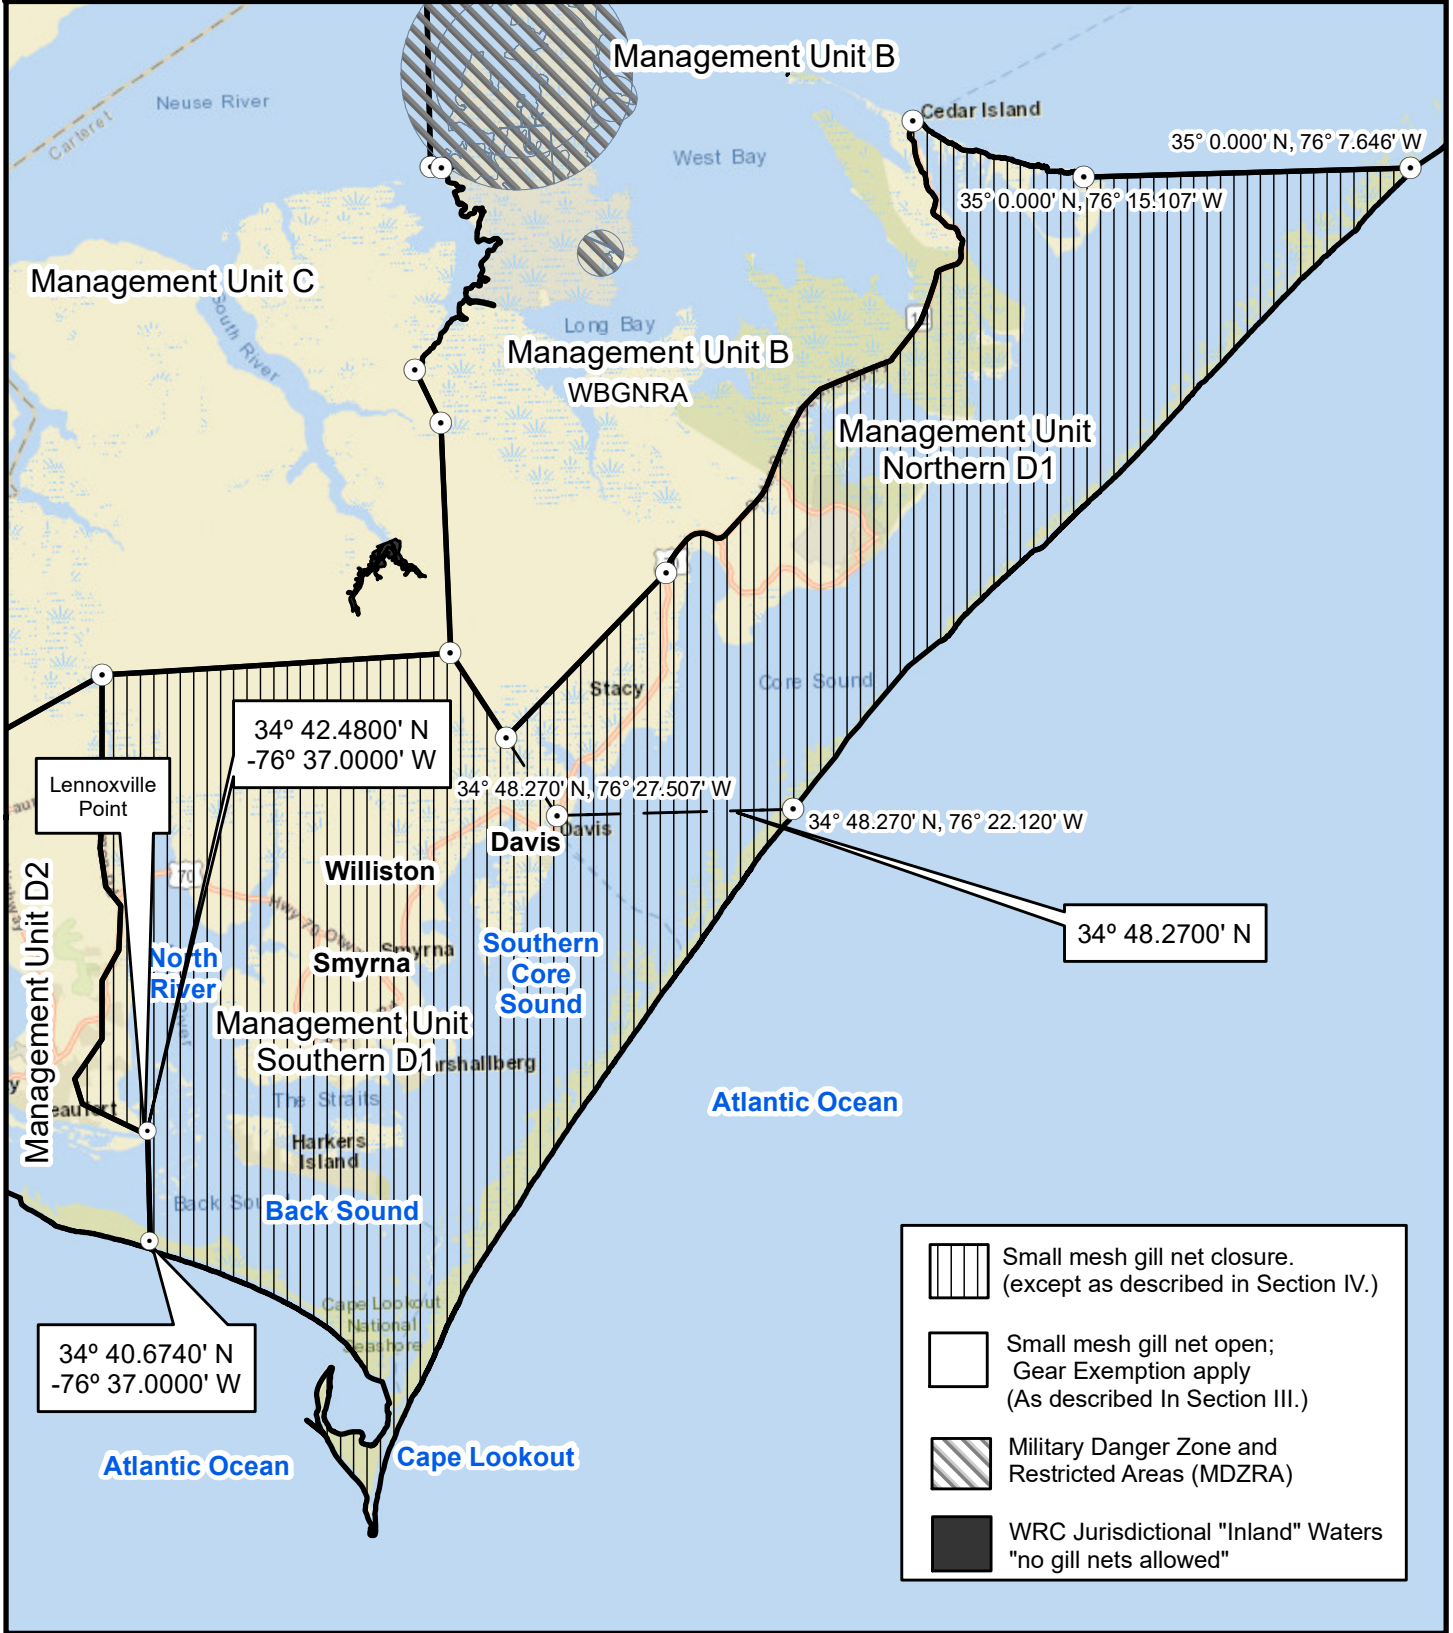 Management Unit B
Neuse River
Carteret
Cedar Island
35° 0.000' N, 76° 7.646' W
West Bay
35° 0.000' N, 76° 15.107' W
Management Unit C
South River
Long Bay
Management Unit B
WBGNRA
Management Unit
Northern D1
Stacy
Core Sound
34º 42.4800' N
-76º 37.0000' W
Lennoxville
Point
34° 48.270' N, 76° 27.507' W
34° 48.270' N, 76° 22.120' W
Davis
Davis
Williston
70
Hwy 70 Otway
34º 48.2700' N
Management Unit D2
North
River
Smyrna
Smyrna
Southern
Core
Sound
Management Unit
Southern D1
arshallberg
The Straits
eaufort
Atlantic Ocean
Harkers
Island
Back Sound
Back Sound
Cape Lookout
National
Seashore
34º 40.6740' N
-76º 37.0000' W
Atlantic Ocean
Cape Lookout
Small mesh gill net closure.
(except as described in Section IV.)
Small mesh gill net open;
Gear Exemption apply
(As described In Section III.)
Military Danger Zone and
Restricted Areas (MDZRA)
WRC Jurisdictional "Inland" Waters
"no gill nets allowed"